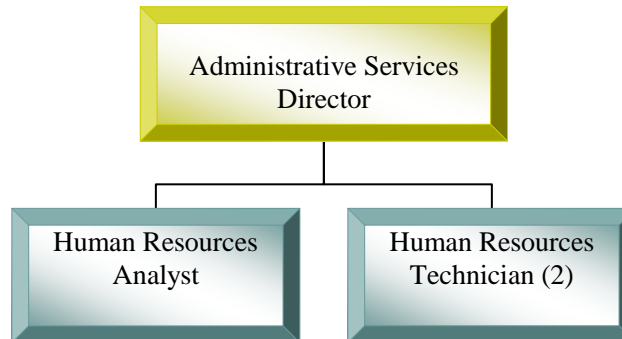 Administrative Services
Director
Human Resources
Analyst
Human Resources
Technician (2)